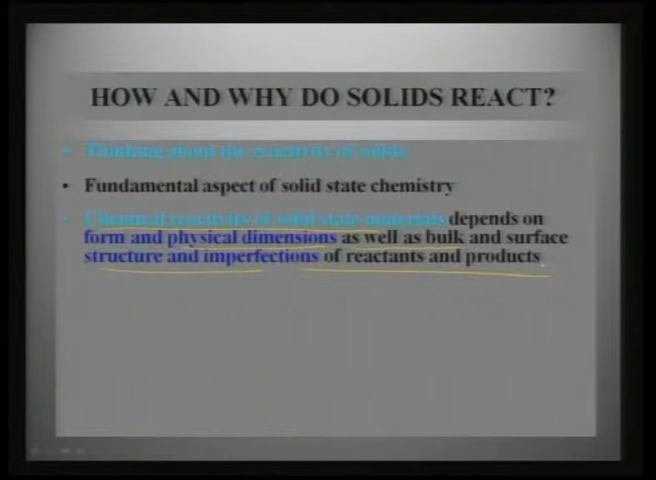 HOW AND WHY DO SOLIDS REACT?
• Thinking about the reactivity of solids
• Fundamental aspect of solid state chemistry
• Chemical reactivity of solid state materials depends on
form and physical dimensions as well as bulk and surface
structure and imperfections of reactants and products.